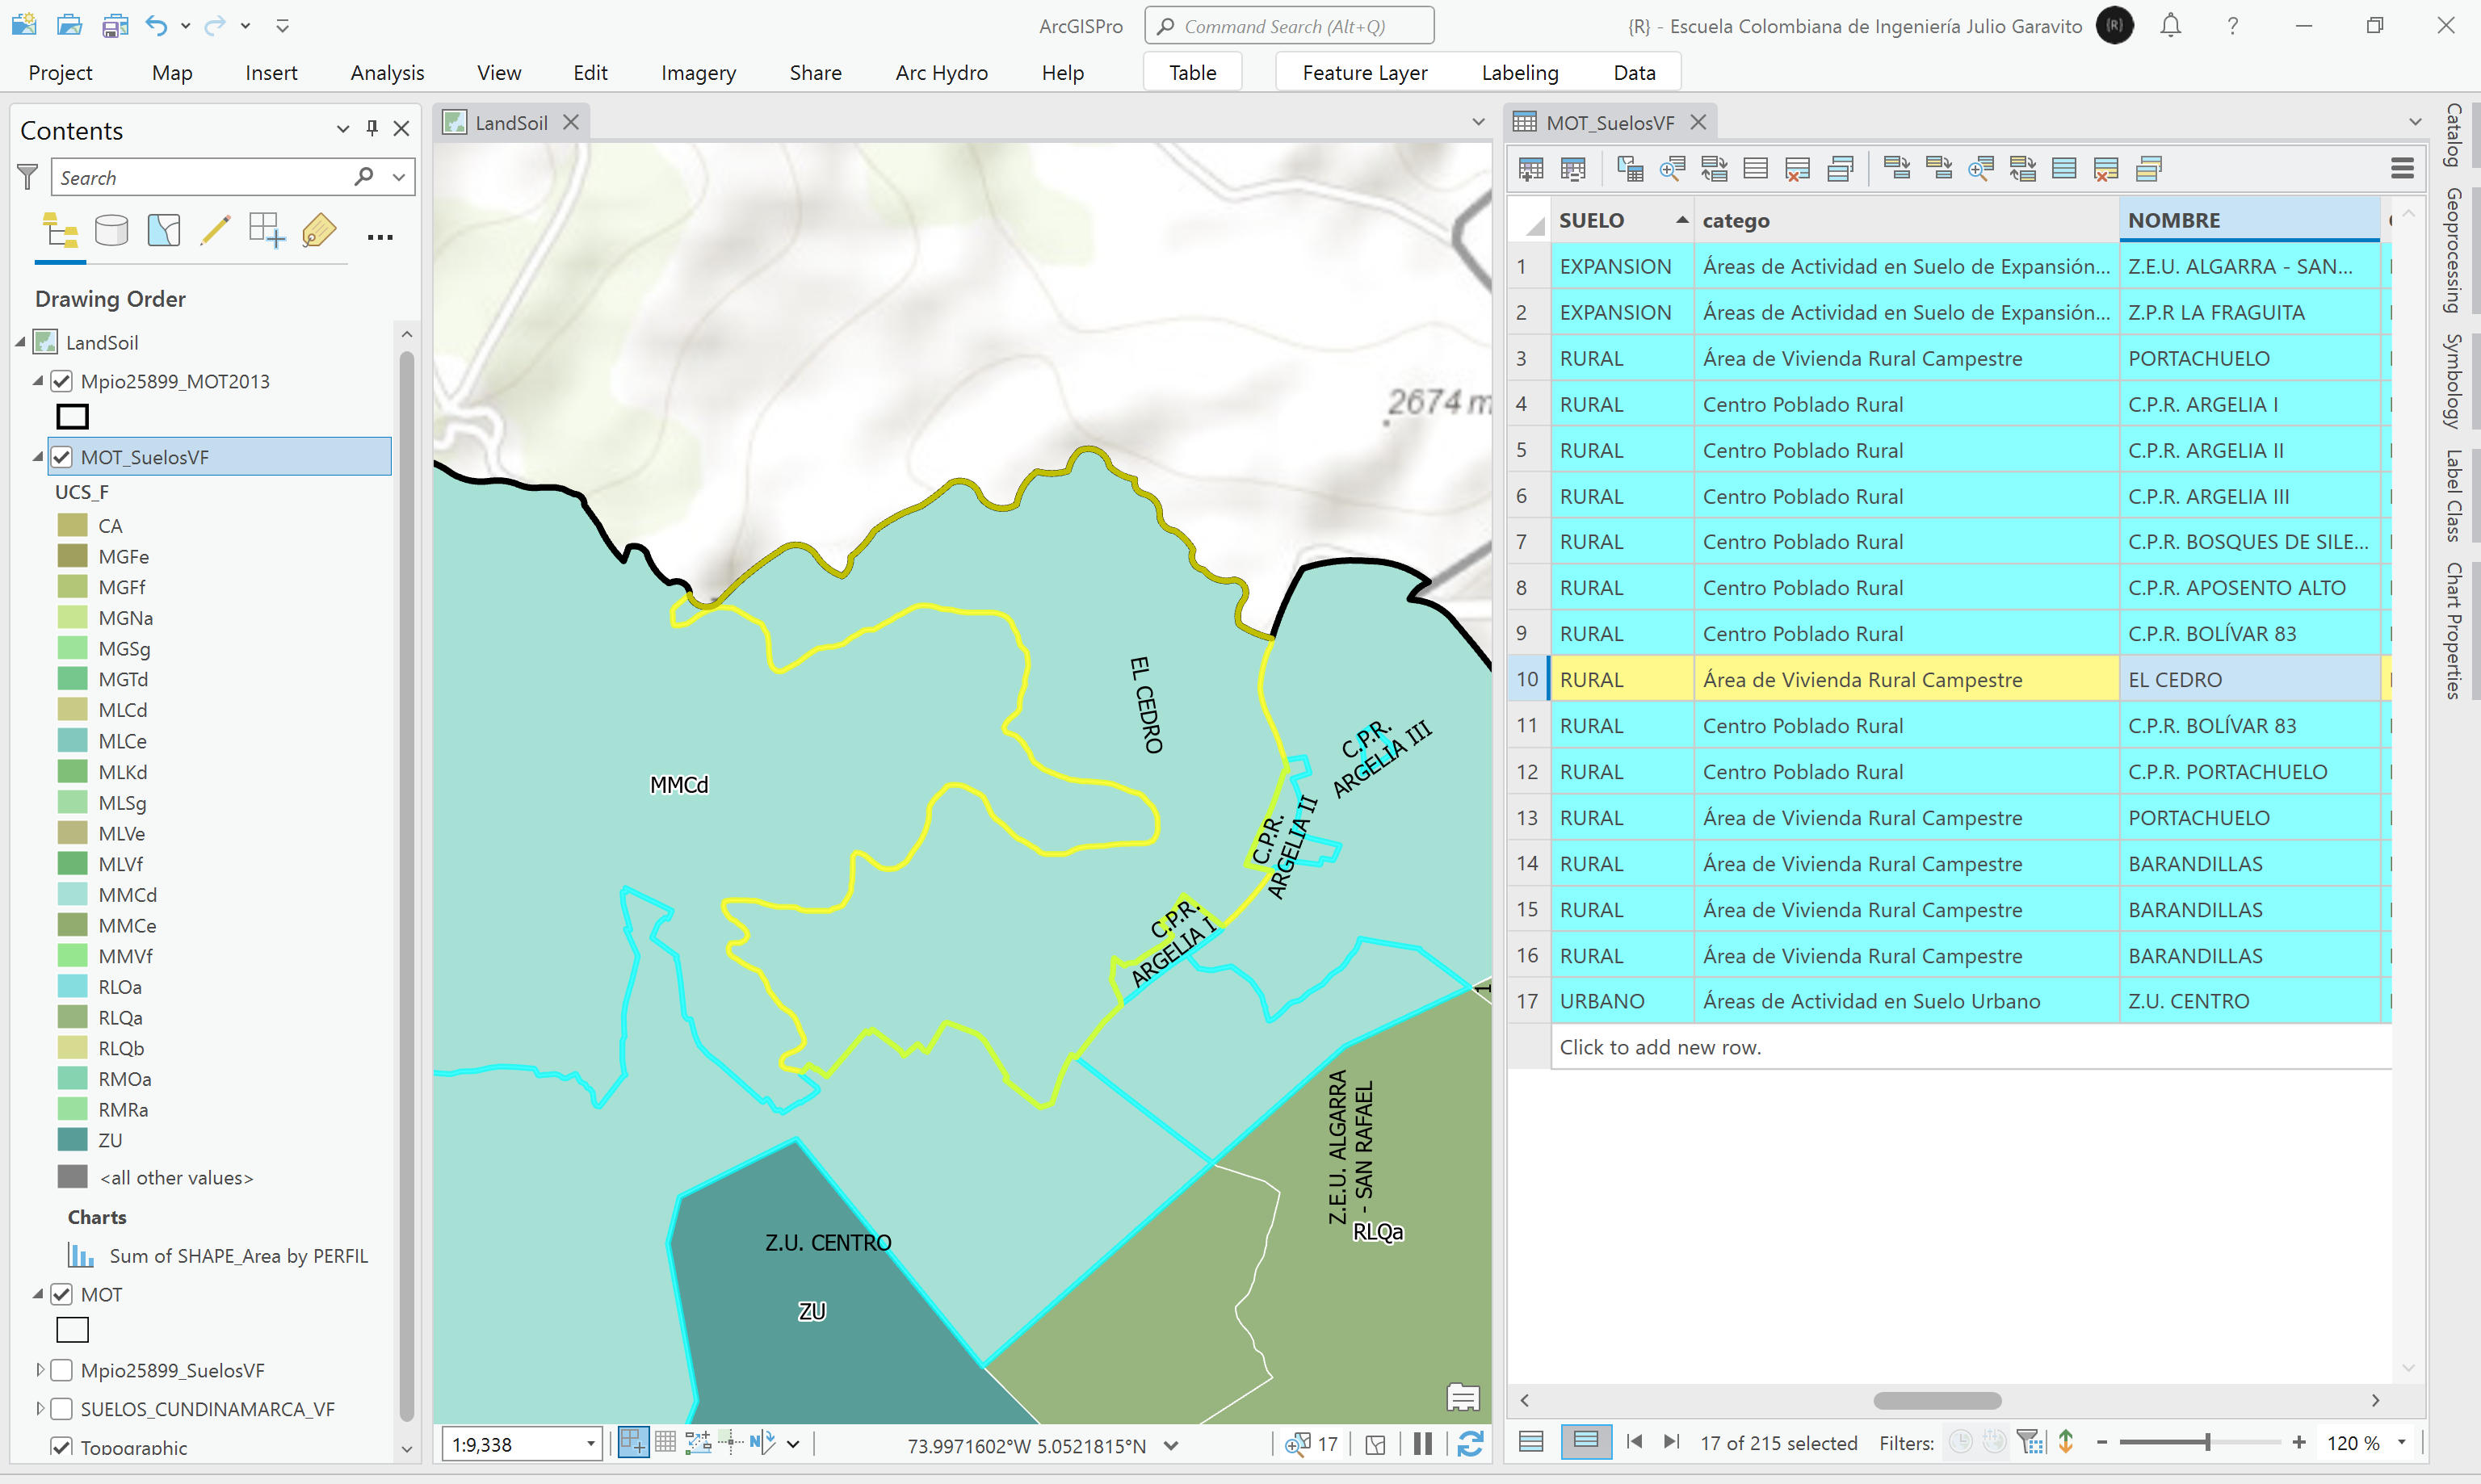 ArcGISPro
Command Search (Alt+Q)
{R} - Escuela Colombiana de Ingeniería Julio Garavito
{R}
?
Project
Map
Insert
Analysis
View
Edit
Imagery
Share
Arc Hydro
Help
Table
Feature Layer
Labeling
Data
Contents
Search
Drawing Order
LandSoil
Mpio25899_MOT2013
MOT_SuelosVF
UCS_F
CA
MGFe
MGFf
MGNa
MGSg
MGTd
MLCd
MLCe
MLKd
MLSg
MLVe
MLVf
MMCd
MMCe
MMVf
RLOa
RLQa
RLQb
RMOa
RMRa
ZU
<all other values>
Charts
Sum of SHAPE_Area by PERFIL
MOT
Mpio25899_SuelosVF
SUELOS_CUNDINAMARCA_VF
Topographic
LandSoil
2674 m
EL CEDRO
MMCd
C.P.R.
ARGELIA III
C.P.R.
ARGELIA II
C.P.R.
ARGELIA I
Z.E.U. ALGARRA
- SAN RAFAEL
RLQa
Z.U. CENTRO
ZU
1
1:9,338
73.9971602°W 5.0521815°N
17
MOT_SuelosVF
SUELO catego NOMBRE
1 EXPANSION Áreas de Actividad en Suelo de Expansión... Z.E.U. ALGARRA - SAN...
2 EXPANSION Áreas de Actividad en Suelo de Expansión... Z.P.R LA FRAGUITA
3 RURAL Área de Vivienda Rural Campestre PORTACHUELO
4 RURAL Centro Poblado Rural C.P.R. ARGELIA I
5 RURAL Centro Poblado Rural C.P.R. ARGELIA II
6 RURAL Centro Poblado Rural C.P.R. ARGELIA III
7 RURAL Centro Poblado Rural C.P.R. BOSQUES DE SILE...
8 RURAL Centro Poblado Rural C.P.R. APOSENTO ALTO
9 RURAL Centro Poblado Rural C.P.R. BOLÍVAR 83
10 RURAL Área de Vivienda Rural Campestre EL CEDRO
11 RURAL Centro Poblado Rural C.P.R. BOLÍVAR 83
12 RURAL Centro Poblado Rural C.P.R. PORTACHUELO
13 RURAL Área de Vivienda Rural Campestre PORTACHUELO
14 RURAL Área de Vivienda Rural Campestre BARANDILLAS
15 RURAL Área de Vivienda Rural Campestre BARANDILLAS
16 RURAL Área de Vivienda Rural Campestre BARANDILLAS
17 URBANO Áreas de Actividad en Suelo Urbano Z.U. CENTRO
Click to add new row.
17 of 215 selected
Filters:
120 %
Catalog
Geoprocessing
Symbology
Label Class
Chart Properties